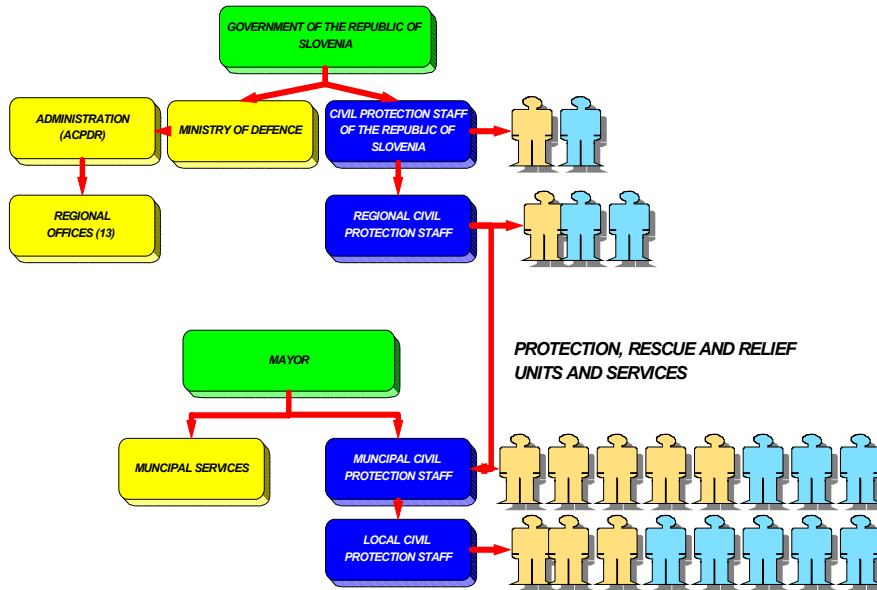 GOVERNMENT OF THE REPUBLIC OF
SLOVENIA
ADMINISTRATION
(ACPDR)
MINISTRY OF DEFENCE
CIVIL PROTECTION STAFF
OF THE REPUBLIC OF
SLOVENIA
REGIONAL
OFFICES (13)
REGIONAL CIVIL
PROTECTION STAFF
MAYOR
PROTECTION, RESCUE AND RELIEF
UNITS AND SERVICES
MUNCIPAL SERVICES
MUNCIPAL CIVIL
PROTECTION STAFF
LOCAL CIVIL
PROTECTION STAFF